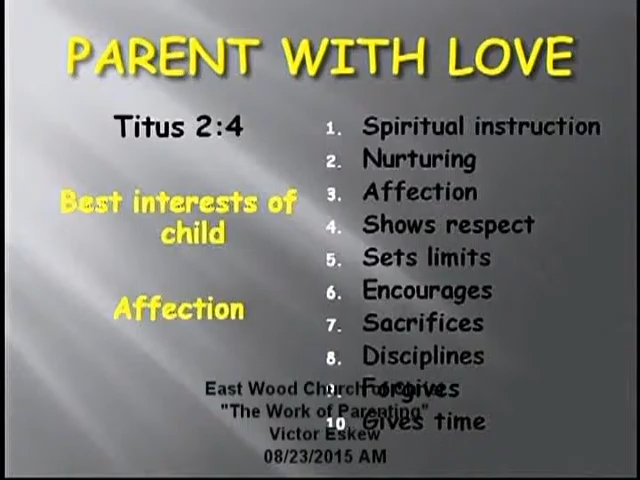 PARENT WITH LOVE
Titus 2:4
Best interests of
child
Affection
1. Spiritual instruction
2. Nurturing
3. Affection
4. Shows respect
5. Sets limits
6. Encourages
7. Sacrifices
8. Disciplines
9. Forgives
10 Gives time
East Wood Church of
"The Work of Parenting"
Victor Eskew
08/23/2015 AM